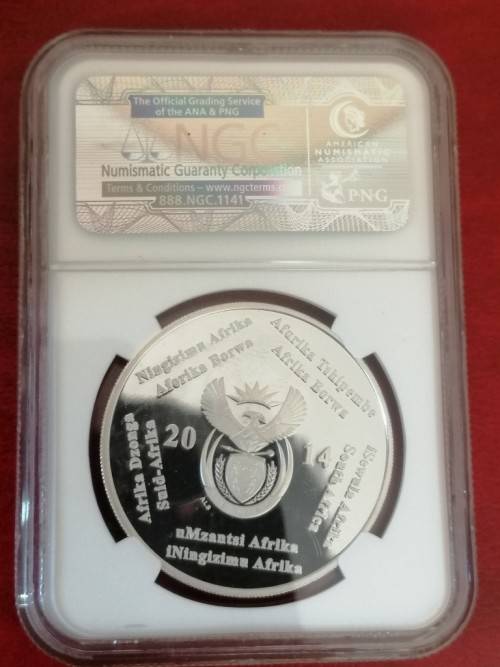 The Official Grading Service
of the ANA & PNG
NGC
Numismatic Guaranty Corporation
Terms & Conditions – www.ngcterms.c
888.NGC.1141
AMERICAN
NUMISMATIC
ASSOCIATION
PNG
Ningizimu Afrika
Aforika Borwa
Afurika Tshipembe
Afrika Borwa
Afrika Dzonga
Suid-Afrika
20
14
iSewula Afrika
South Africa
ALS
uMzantsi Afrika
iNingizimu Afrika